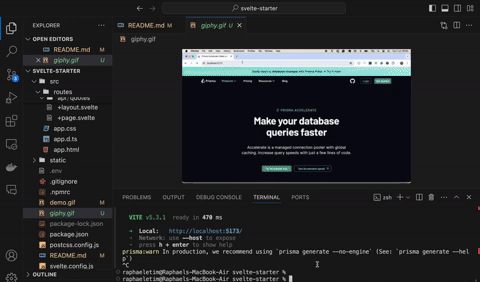 svelte-starter
EXPLORER
OPEN EDITORS
README.md M
giphy.gif U
SVELTE-STARTER
src
routes
api/quotes
+layout.svelte
+page.svelte
app.css
app.d.ts
app.html
static
.env
.gitignore
.npmrc
demo.gif M
giphy.gif U
package-lock.json
package.json
postcss.config.js
README.md M
svelte.config.js
OUTLINE
README.md M
giphy.gif U
giphy.gif
PRISMA ACCELERATE
Make your database
queries faster
Accelerate is a managed connection pooler with global
caching. Increase query speeds with just a few lines of code.
PROBLEMS OUTPUT DEBUG CONSOLE TERMINAL PORTS
zsh
VITE v5.3.1 ready in 470 ms
➜ Local: http://localhost:5173/
➜ Network: use --host to expose
➜ press h + enter to show help
prisma:warn In production, we recommend using `prisma generate --no-engine` (See: `prisma generate --hel
p`)
^C
raphaeletim@Raphaels-MacBook-Air svelte-starter %
raphaeletim@Raphaels-MacBook-Air svelte-starter %